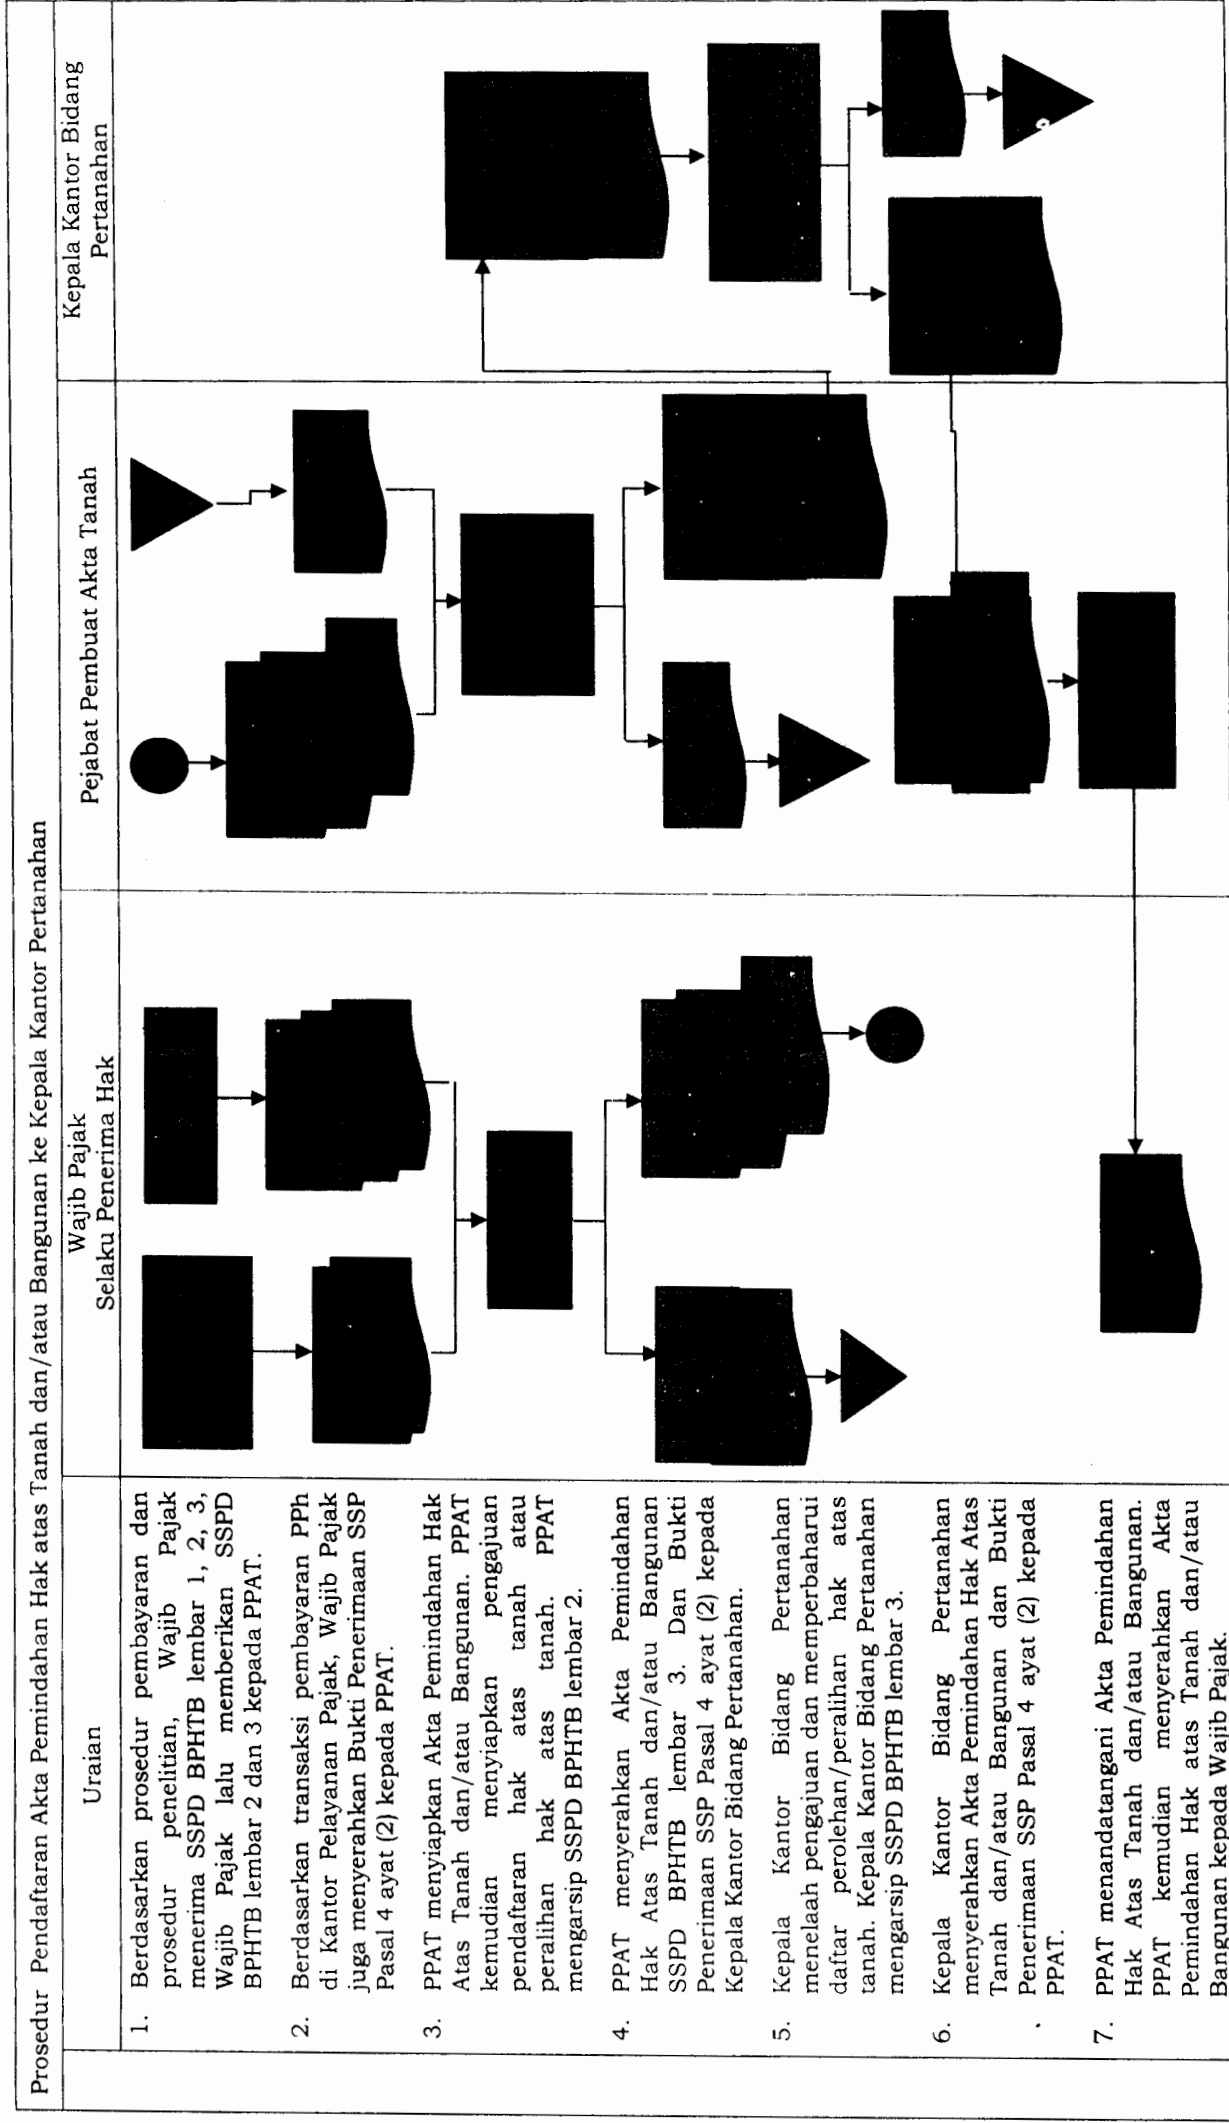 Prosedur Pendaftaran Akta Pemindahan Hak atas Tanah dan/atau Bangunan ke Kepala Kantor Pertanahan
Uraian
Wajib Pajak
Selaku Penerima Hak
Pejabat Pembuat Akta Tanah
Kepala Kantor Bidang
Pertanahan
1. Berdasarkan prosedur pembayaran dan
prosedur penelitian, Wajib Pajak
menerima SSPD BPHTB lembar 1, 2, 3,
Wajib Pajak lalu memberikan SSPD
BPHTB lembar 2 dan 3 kepada PPAT.
2. Berdasarkan transaksi pembayaran PPh
di Kantor Pelayanan Pajak, Wajib Pajak
juga menyerahkan Bukti Penerimaan SSP
Pasal 4 ayat (2) kepada PPAT.
3. PPAT menyiapkan Akta Pemindahan Hak
Atas Tanah dan/atau Bangunan. PPAT
kemudian menyiapkan pengajuan
pendaftaran hak atas tanah atau
peralihan hak atas tanah. PPAT
mengarsip SSPD BPHTB lembar 2.
4. PPAT menyerahkan Akta Pemindahan
Hak Atas Tanah dan/atau Bangunan
SSPD BPHTB lembar 3. Dan Bukti
Penerimaan SSP Pasal 4 ayat (2) kepada
Kepala Kantor Bidang Pertanahan.
5. Kepala Kantor Bidang Pertanahan
menelaah pengajuan dan memperbaharui
daftar perolehan/peralihan hak atas
tanah. Kepala Kantor Bidang Pertanahan
mengarsip SSPD BPHTB lembar 3.
6. Kepala Kantor Bidang Pertanahan
menyerahkan Akta Pemindahan Hak Atas
Tanah dan/atau Bangunan dan Bukti
Penerimaan SSP Pasal 4 ayat (2) kepada
PPAT.
7. PPAT menandatangani Akta Pemindahan
Hak Atas Tanah dan/atau Bangunan.
PPAT kemudian menyerahkan Akta
Pemindahan Hak atas Tanah dan/atau
Bangunan kepada Wajib Pajak.